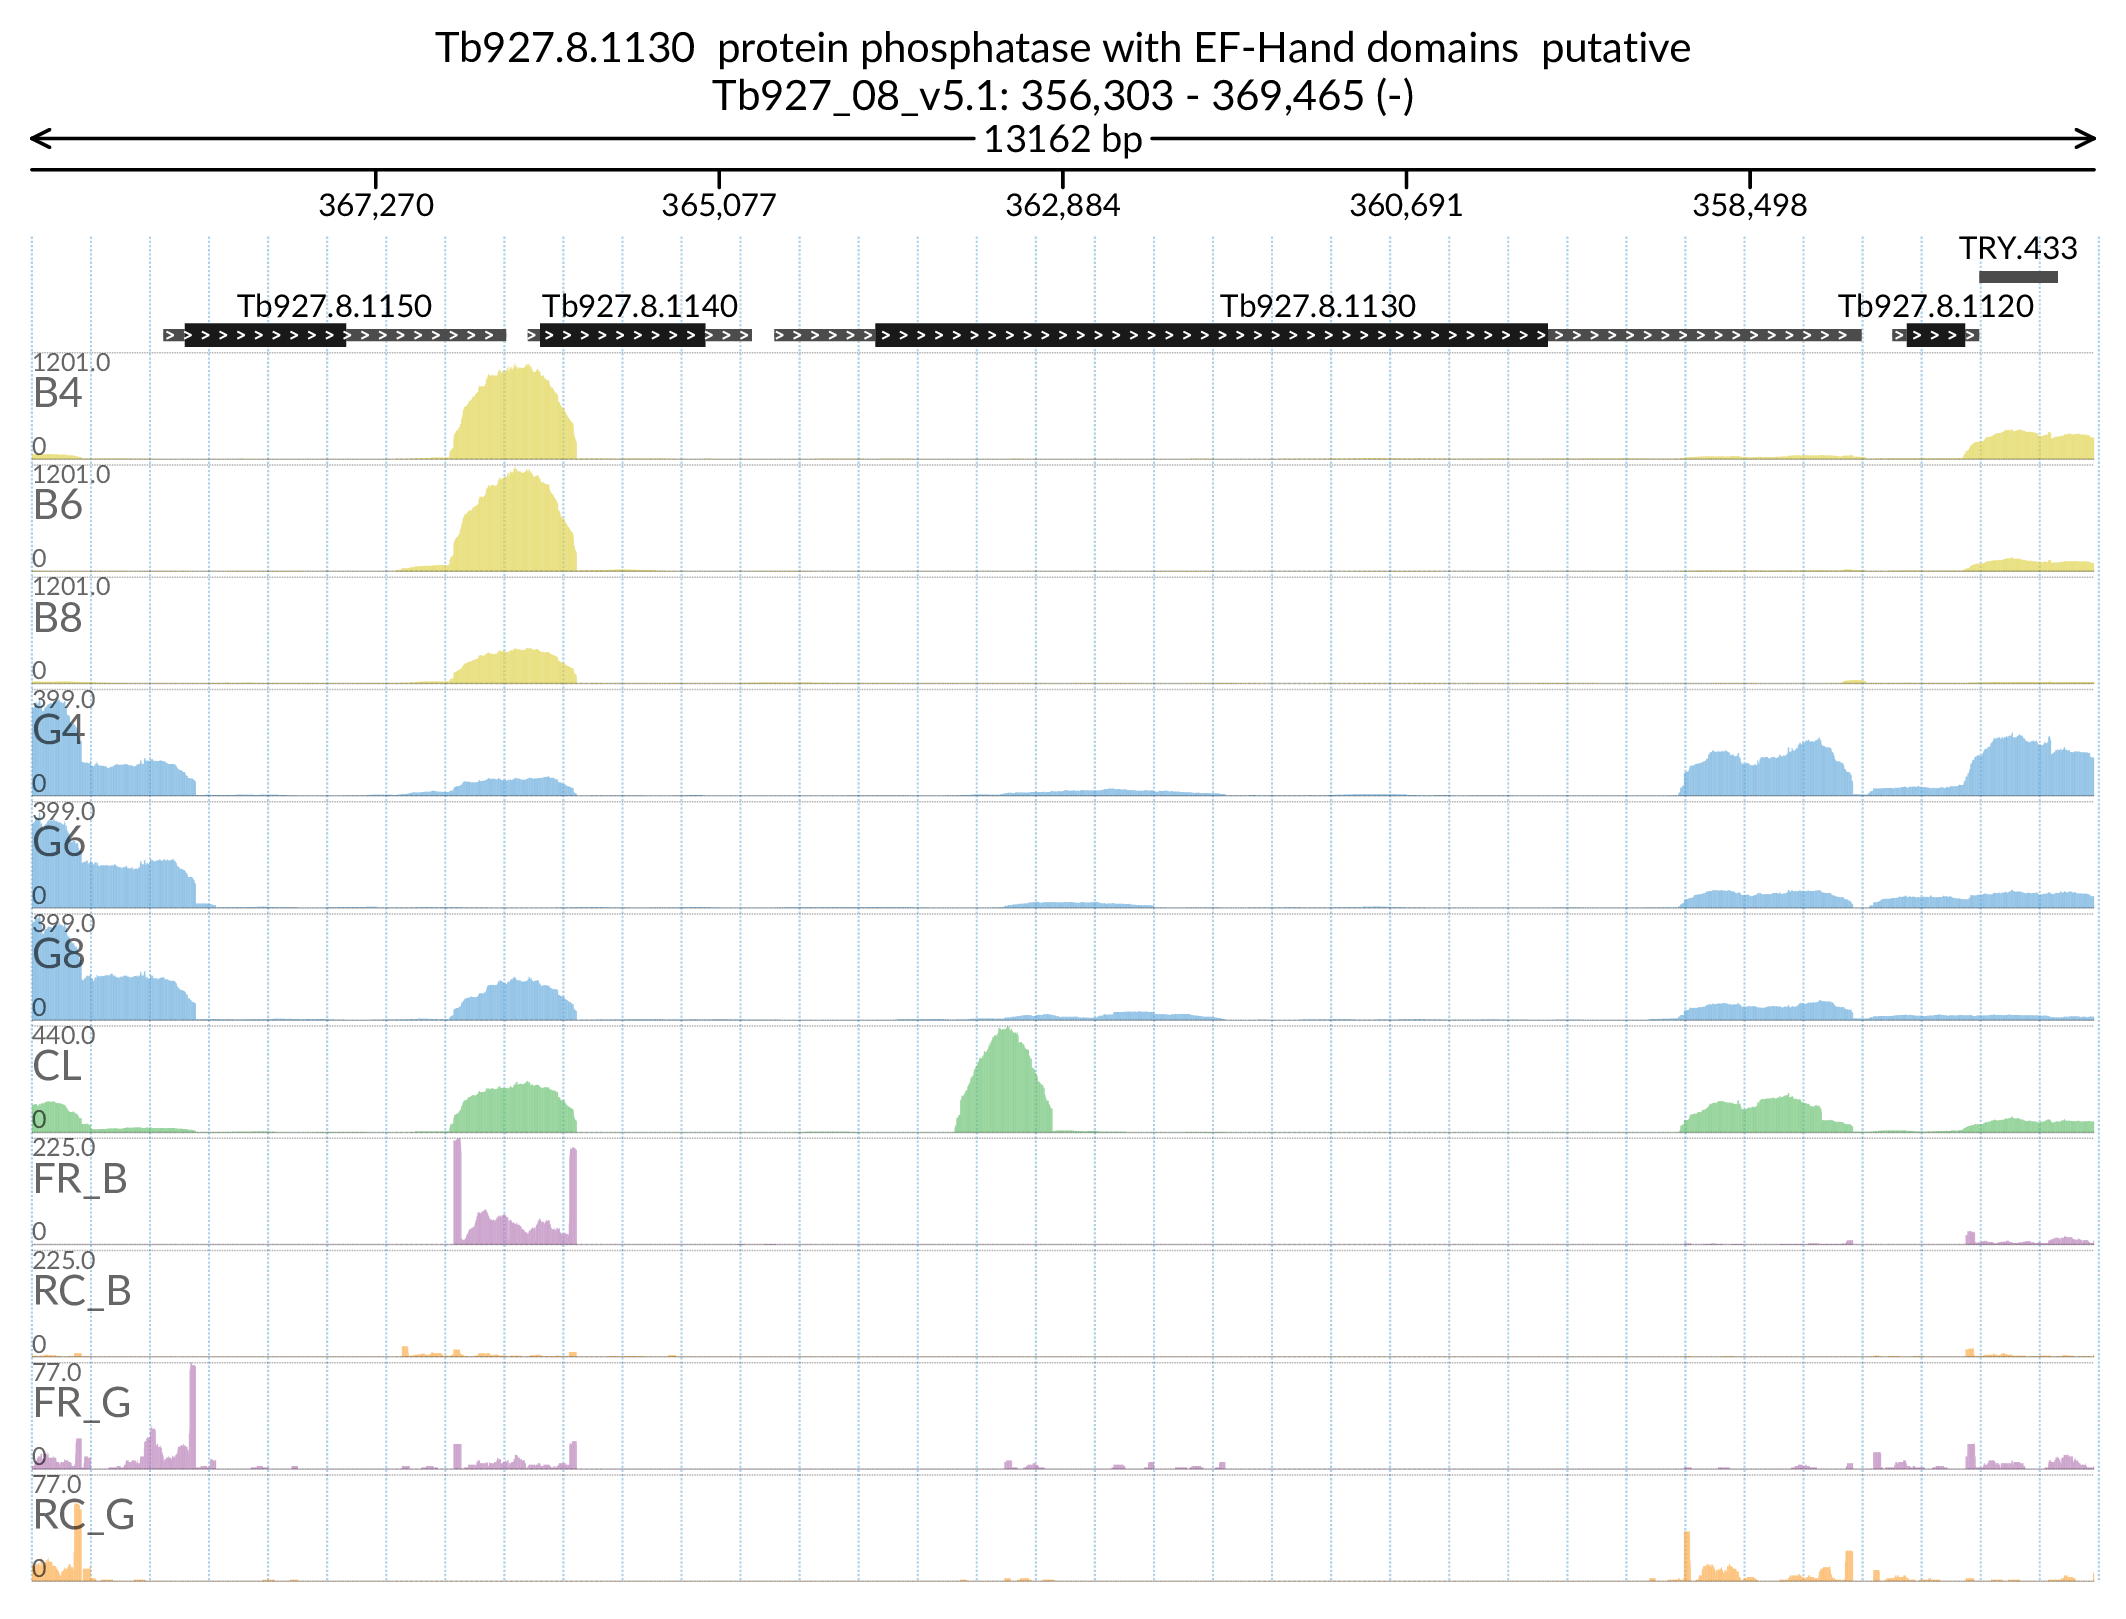 Tb927.8.1130  protein phosphatase with EF-Hand domains  putative
Tb927_08_v5.1: 356,303 - 369,465 (-)
13162 bp
367,270 365,077 362,884 360,691 358,498
TRY.433
Tb927.8.1150 Tb927.8.1140 Tb927.8.1130 Tb927.8.1120
1201.0
B4
0
1201.0
B6
0
1201.0
B8
0
399.0
G4
0
399.0
G6
0
399.0
G8
0
440.0
CL
0
225.0
FR_B
0
225.0
RC_B
0
77.0
FR_G
0
77.0
RC_G
0